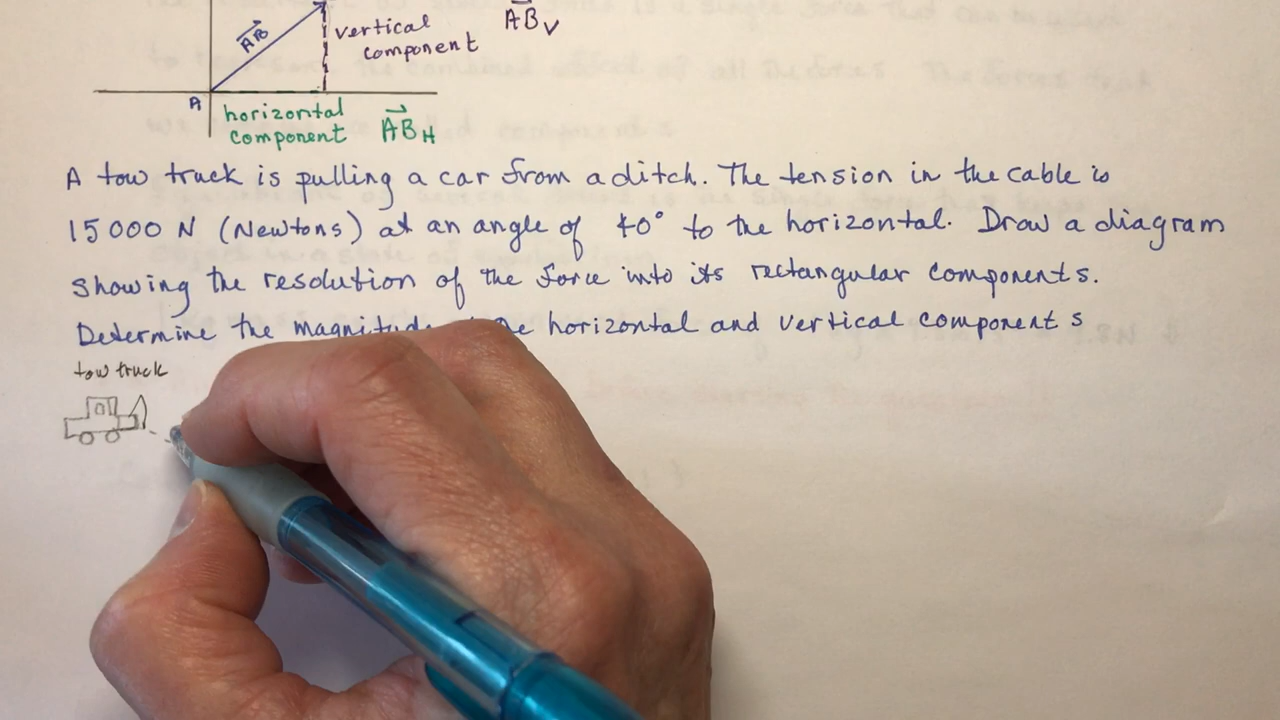 AB vertical AB V
component
A horizontal
component AB H
A tow truck is pulling a car from a ditch. The tension in the cable is
15000 N (Newtons) at an angle of 40° to the horizontal. Draw a diagram
showing the resolution of the force into its rectangular components.
Determine the magnitude horizontal and vertical components
tow truck